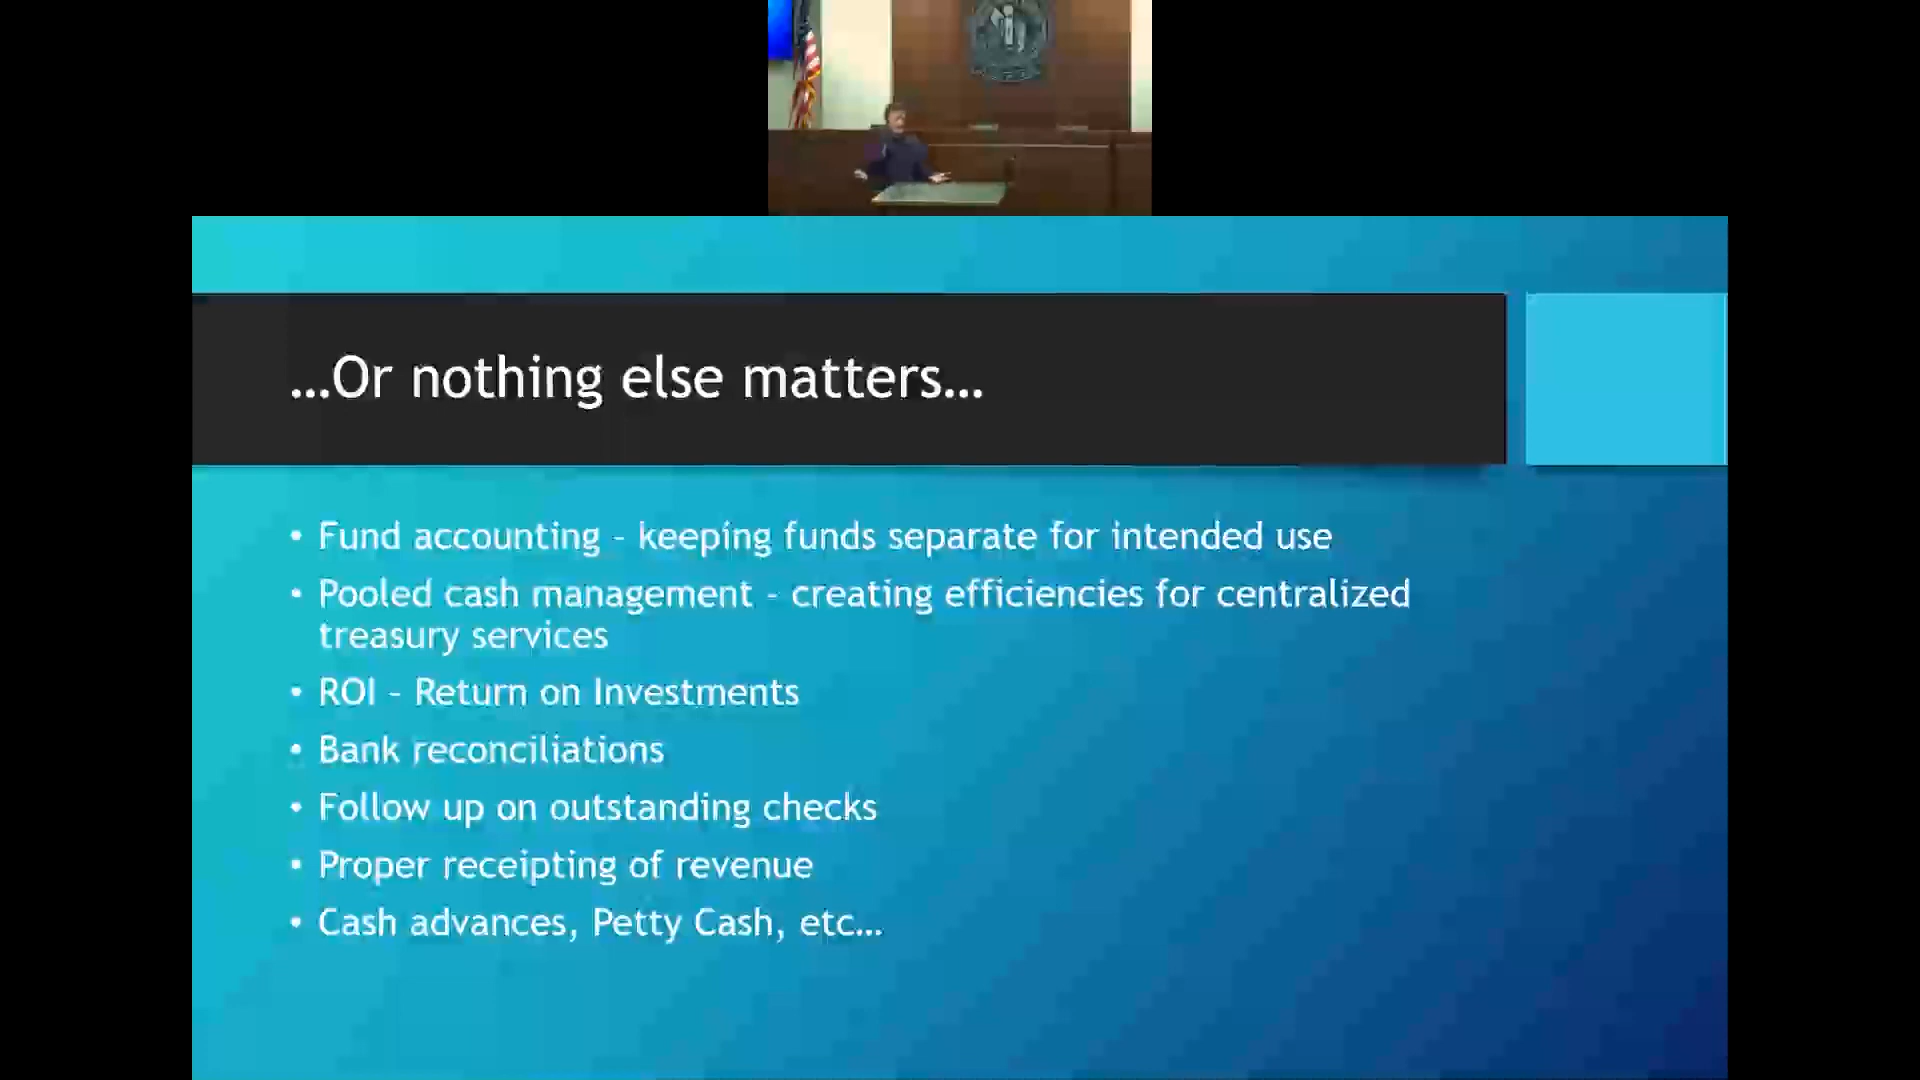 …Or nothing else matters…
• Fund accounting – keeping funds separate for intended use
• Pooled cash management – creating efficiencies for centralized
treasury services
• ROI – Return on Investments
• Bank reconciliations
• Follow up on outstanding checks
• Proper receipting of revenue
• Cash advances, Petty Cash, etc…